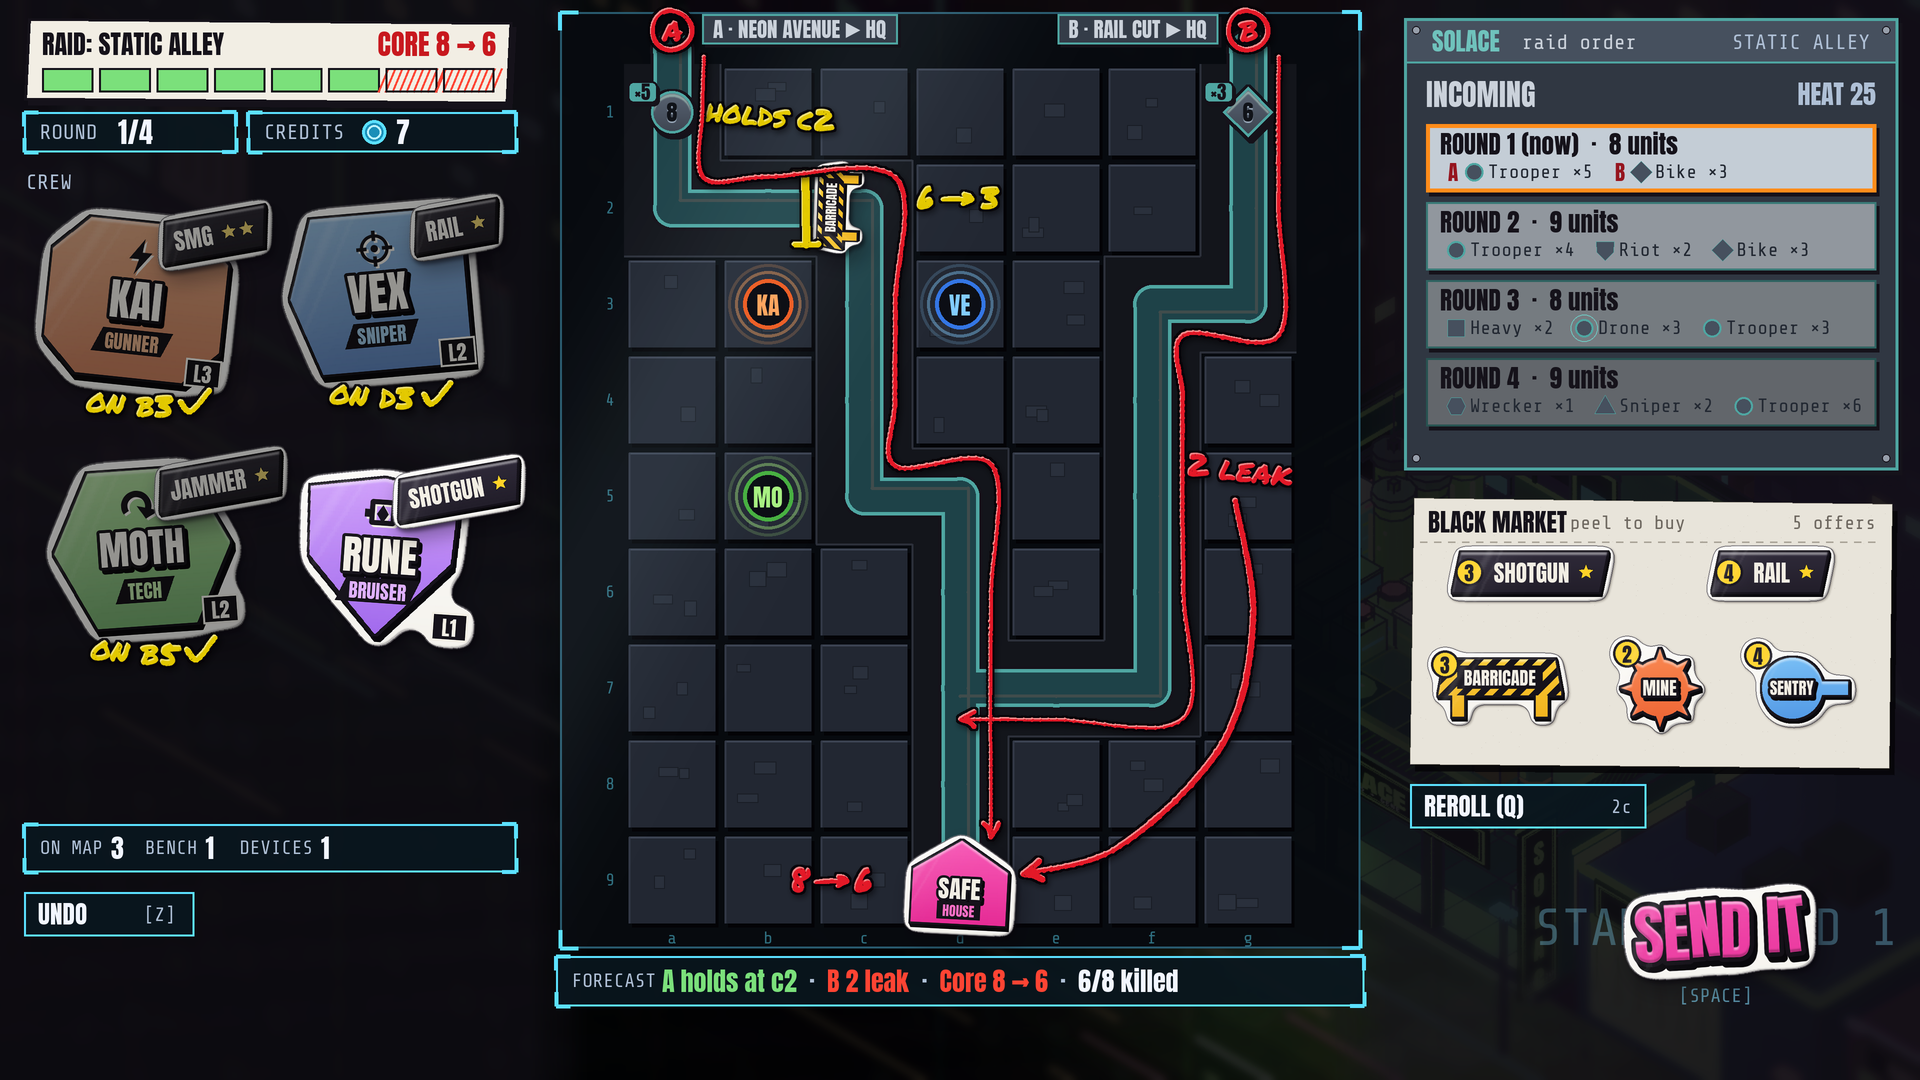 RAID: STATIC ALLEY
CORE 8 → 6
ROUND 1/4
CREDITS 7
CREW
SMG ★★
KAI
GUNNER
L3
ON B3 ✓
RAIL ★
VEX
SNIPER
L2
ON D3 ✓
JAMMER ★
MOTH
TECH
L2
ON B5 ✓
SHOTGUN ★
RUNE
BRUISER
L1
ON MAP 3 BENCH 1 DEVICES 1
UNDO [Z]
A
A · NEON AVENUE ▶ HQ
B · RAIL CUT ▶ HQ
B
×5
8
HOLDS C2
×3
6
BARRICADE
6→3
KA
VE
MO
2 LEAK
8→6
SAFE
HOUSE
1
2
3
4
5
6
7
8
9
a b c d e f g
FORECAST A holds at c2 · B 2 leak · Core 8 → 6 · 6/8 killed
SOLACE raid order STATIC ALLEY
INCOMING HEAT 25
ROUND 1 (now) · 8 units
A Trooper ×5 B Bike ×3
ROUND 2 · 9 units
Trooper ×4 Riot ×2 Bike ×3
ROUND 3 · 8 units
Heavy ×2 Drone ×3 Trooper ×3
ROUND 4 · 9 units
Wrecker ×1 Sniper ×2 Trooper ×6
BLACK MARKET peel to buy 5 offers
3 SHOTGUN ★
4 RAIL ★
3 BARRICADE
2 MINE
4 SENTRY
REROLL (Q) 2c
SEND IT
[SPACE]